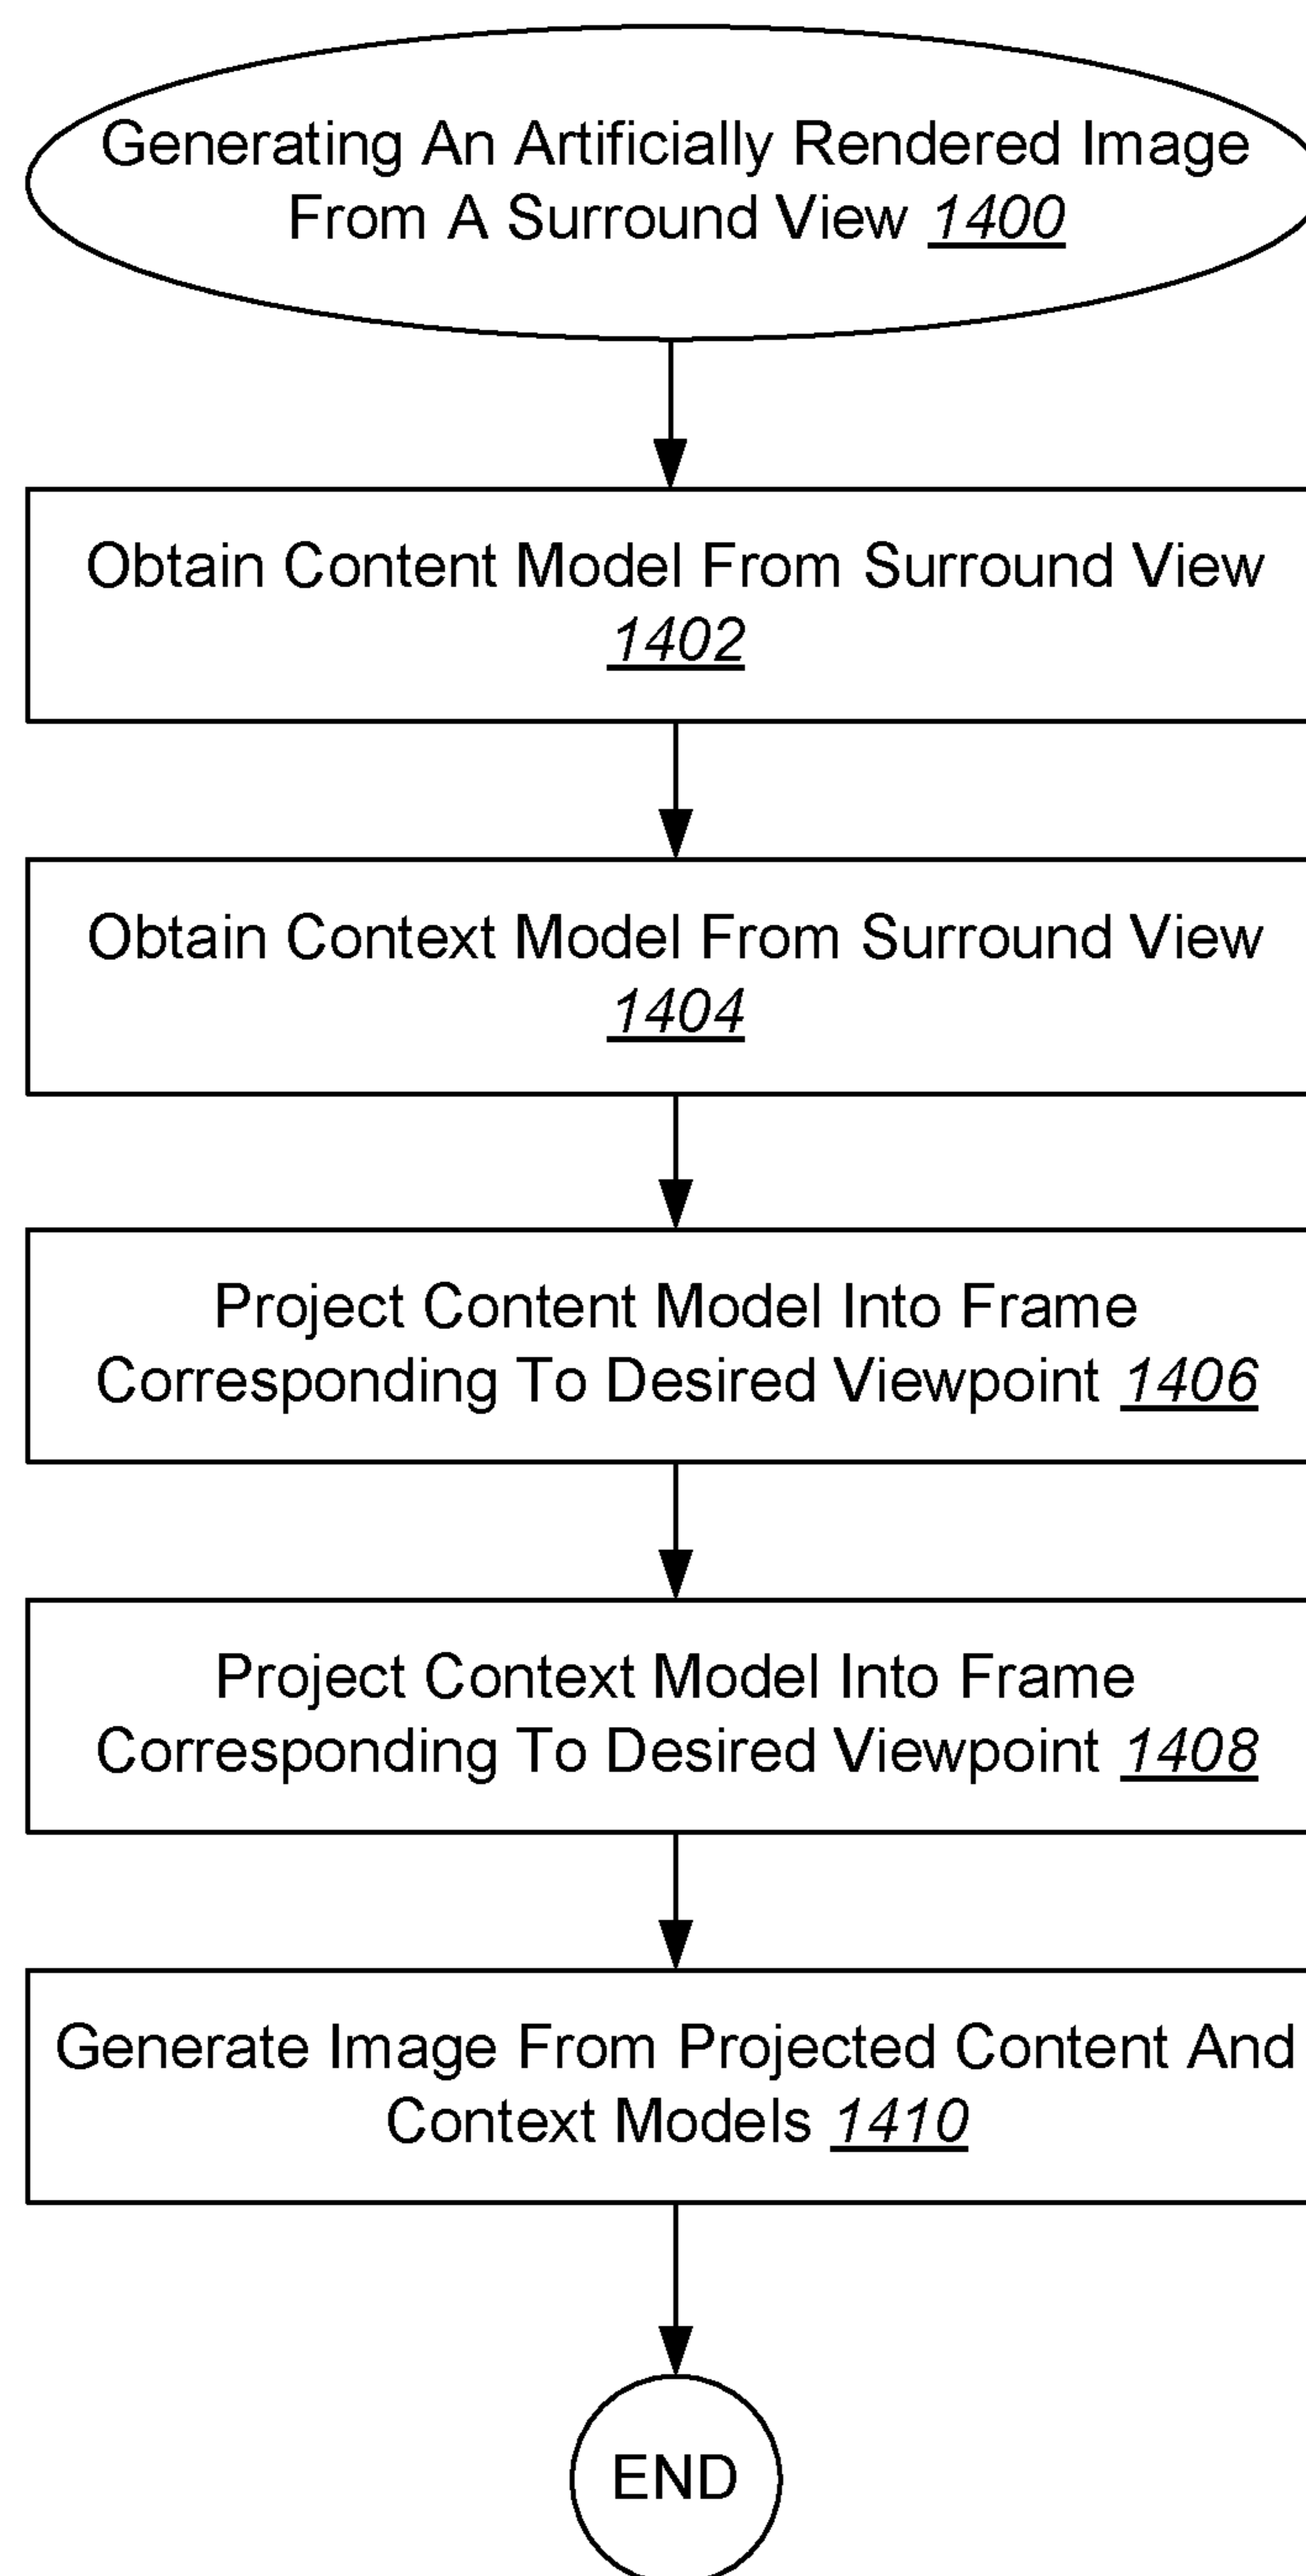 Generating An Artificially Rendered Image
From A Surround View 1400
Obtain Content Model From Surround View
1402
Obtain Context Model From Surround View
1404
Project Content Model Into Frame
Corresponding To Desired Viewpoint 1406
Project Context Model Into Frame
Corresponding To Desired Viewpoint 1408
Generate Image From Projected Content And
Context Models 1410
END